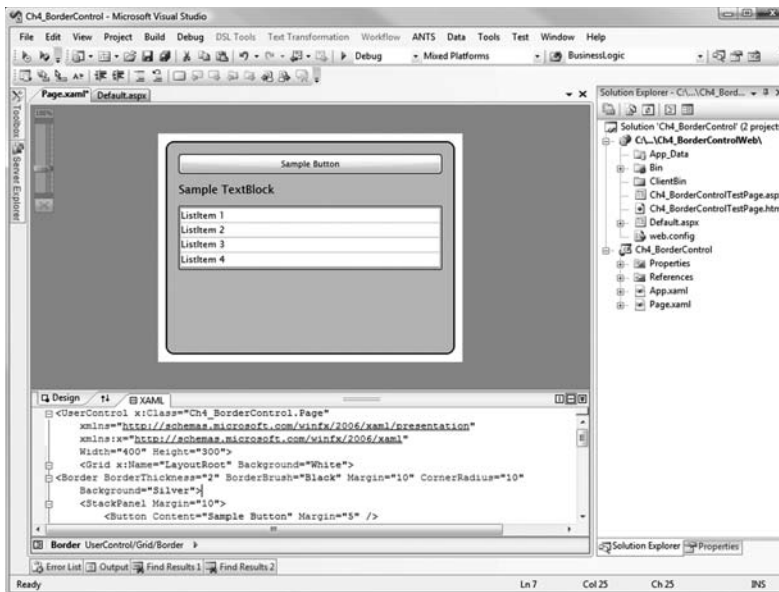 Ch4_BorderControl - Microsoft Visual Studio
File Edit View Project Build Debug DSL Tools Text Transformation Workflow ANTS Data Tools Test Window Help
Debug Mixed Platforms BusinessLogic
Toolbox
Server Explorer
Page.xaml* Default.aspx
100%
Sample Button
Sample TextBlock
ListItem 1
ListItem 2
ListItem 3
ListItem 4
Design XAML
<UserControl x:Class="Ch4_BorderControl.Page"
xmlns="http://schemas.microsoft.com/winfx/2006/xaml/presentation"
xmlns:x="http://schemas.microsoft.com/winfx/2006/xaml"
Width="400" Height="300">
<Grid x:Name="LayoutRoot" Background="White">
<Border BorderThickness="2" BorderBrush="Black" Margin="10" CornerRadius="10"
Background="Silver">
<StackPanel Margin="10">
<Button Content="Sample Button" Margin="5" />
Border UserControl/Grid/Border
Solution Explorer - C:\...\Ch4_Bord...
Solution 'Ch4_BorderControl' (2 project
C:\...\Ch4_BorderControlWeb\
App_Data
Bin
ClientBin
Ch4_BorderControlTestPage.asp
Ch4_BorderControlTestPage.htm
Default.aspx
web.config
Ch4_BorderControl
Properties
References
App.xaml
Page.xaml
Solution Explorer Properties
Error List Output Find Results 1 Find Results 2
Ready Ln 7 Col 25 Ch 25 INS